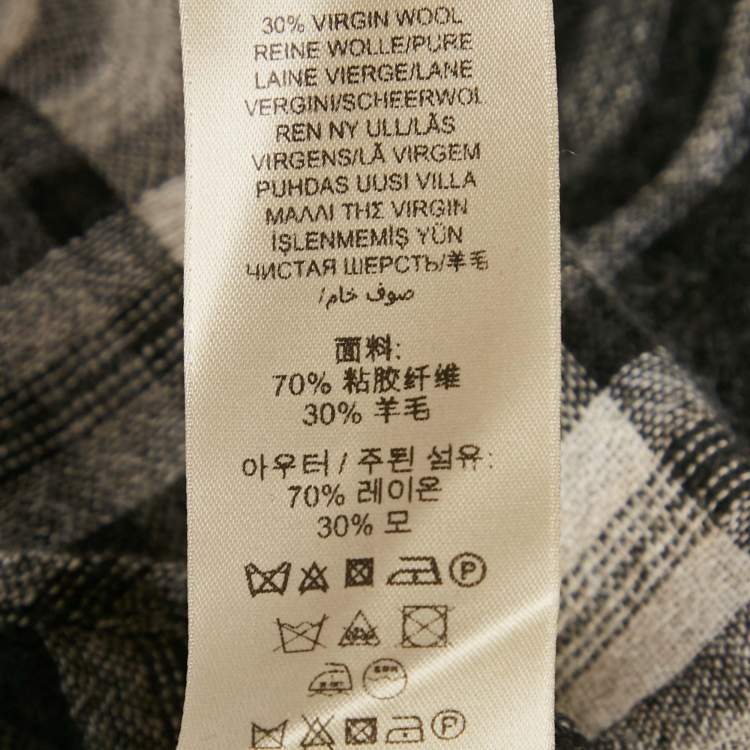 30% VIRGIN WOOL
REINE WOLLE/PURE
LAINE VIERGE/LANE
VERGINI/SCHEERWOL
REN NY ULL/LÃS
VIRGENS/LÃ VIRGEM
PUHDAS UUSI VILLA
ΜΑΛΛΙ ΤΗΣ VIRGIN
İŞLENMEMİŞ YÜN
ЧИСТАЯ ШЕРСТЬ/羊毛
صوف خام/
面料:
70% 粘胶纤维
30% 羊毛
아우터 / 주된 섬유:
70% 레이온
30% 모
P
P